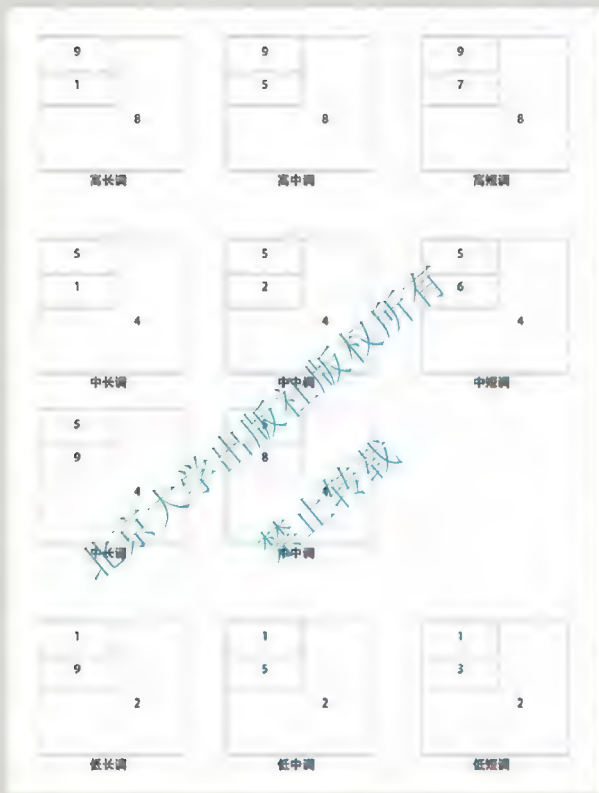 9 9 9
1 5 7
8 8 8
高长调 高中调 高短调
5 5 5
1 2 6
4 4 4
中长调 中中调 中短调
5
9 8
4
中长调 中中调
1 1 1
9 5 3
2 2 2
低长调 低中调 低短调
北京大学出版社版权所有
禁止转载